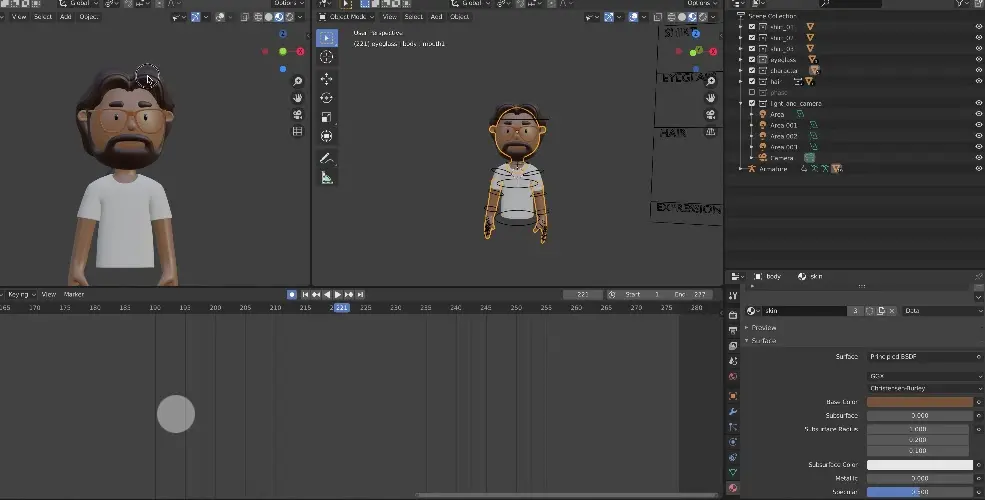 Global
Options
View Select Add Object
Object Mode
View Select Add Object
Global
Options
User Perspective
(221) eyeglass | body : mouth1
HAIR
EXPRESSION
Scene Collection
shirt_01
shirt_02
shirt_03
eyeglass
character
hair
phase
light_and_camera
Area
Area.001
Area.002
Area.003
Camera
Armature
body
skin
skin
3
Data
Preview
Surface
Surface
Principled BSDF
GGX
Christensen-Burley
Base Color
Subsurface
0.000
Subsurface Radius
1.000
0.200
0.100
Subsurface Color
Metallic
0.000
Specular
0.500
Keying View Marker
221
Start 1
End 277
165 170 175 180 185 190 195 200 205 210 215 221 225 230 235 240 245 250 255 260 265 270 275 280